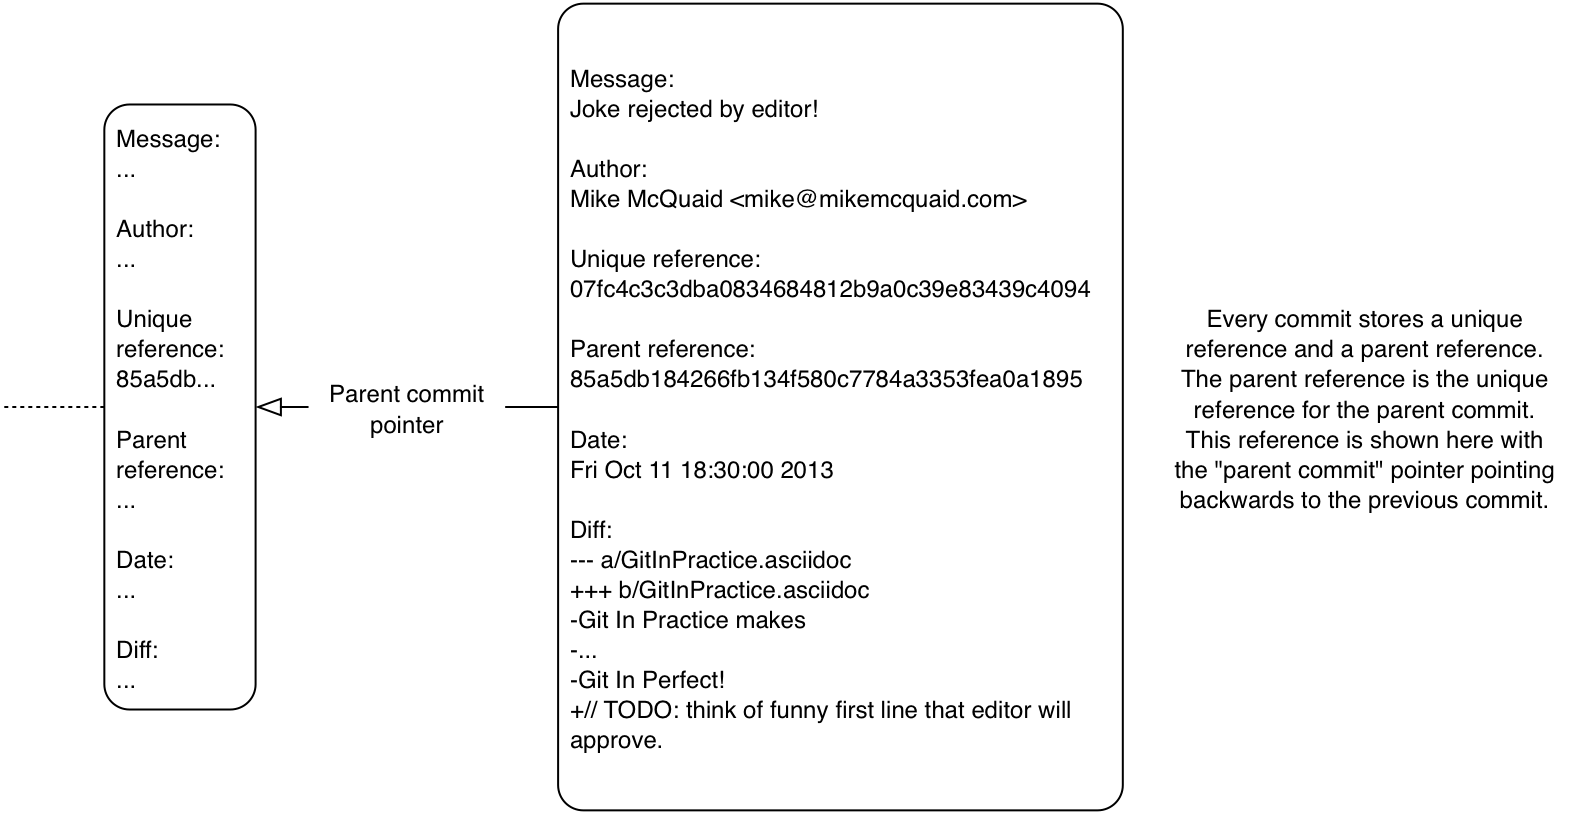 Message:
...
Author:
...
Unique
reference:
85a5db...
Parent
reference:
...
Date:
...
Diff:
...
Parent commit
pointer
Message:
Joke rejected by editor!
Author:
Mike McQuaid <mike@mikemcquaid.com>
Unique reference:
07fc4c3c3dba0834684812b9a0c39e83439c4094
Parent reference:
85a5db184266fb134f580c7784a3353fea0a1895
Date:
Fri Oct 11 18:30:00 2013
Diff:
--- a/GitInPractice.asciidoc
+++ b/GitInPractice.asciidoc
-Git In Practice makes
-...
-Git In Perfect!
+// TODO: think of funny first line that editor will
approve.
Every commit stores a unique
reference and a parent reference.
The parent reference is the unique
reference for the parent commit.
This reference is shown here with
the "parent commit" pointer pointing
backwards to the previous commit.